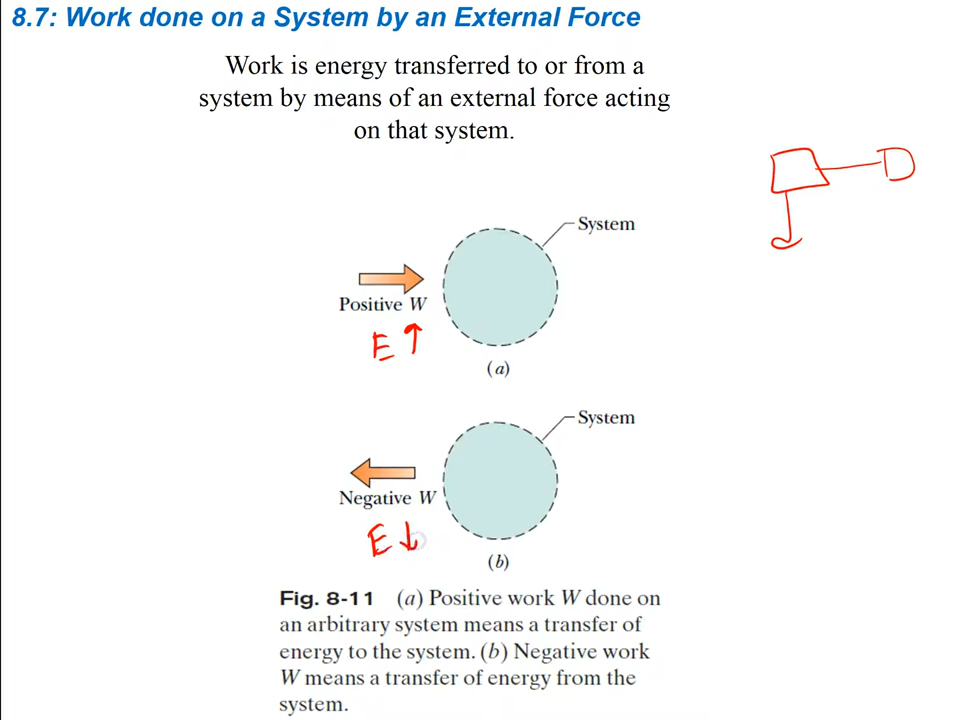 8.7: Work done on a System by an External Force
Work is energy transferred to or from a
system by means of an external force acting
on that system.
D
System
Positive W
E ↑
(a)
System
Negative W
E ↓
(b)
Fig. 8-11 (a) Positive work W done on
an arbitrary system means a transfer of
energy to the system. (b) Negative work
W means a transfer of energy from the
system.